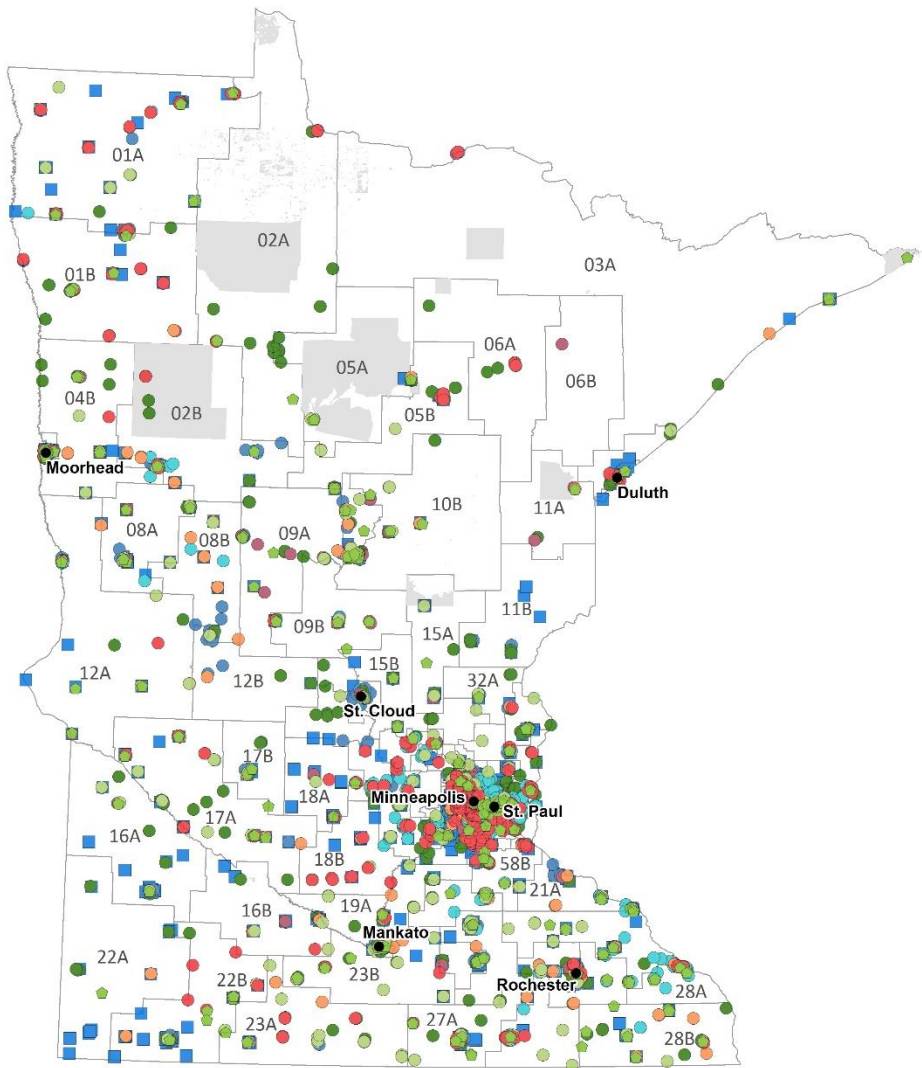 01A
02A
03A
01B
06A
05A
06B
04B
02B
05B
Moorhead
Duluth
10B
11A
08A
08B
09A
11B
09B
15A
12A
12B
15B
32A
St. Cloud
17B
18A
Minneapolis
St. Paul
16A
17A
18B
58B
21A
19A
16B
Mankato
22A
22B
23B
Rochester
28A
23A
27A
28B